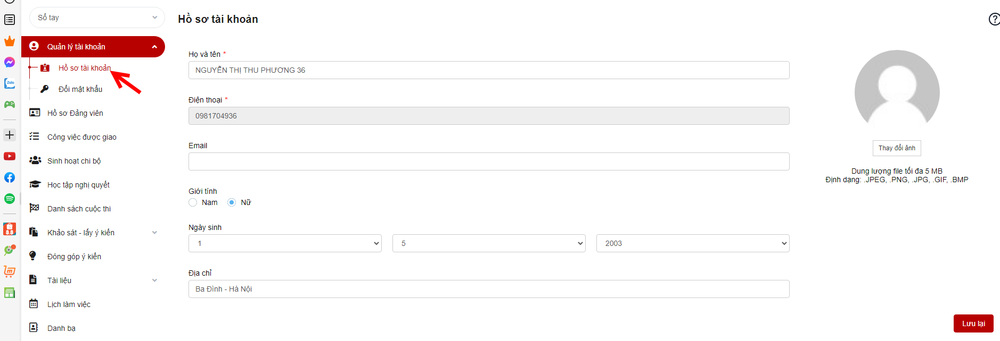 Sổ tay
Quản lý tài khoản
Hồ sơ tài khoản
Đổi mật khẩu
Hồ sơ Đảng viên
Công việc được giao
Sinh hoạt chi bộ
Học tập nghị quyết
Danh sách cuộc thi
Khảo sát - lấy ý kiến
Đóng góp ý kiến
Tài liệu
Lịch làm việc
Danh bạ
Hồ sơ tài khoản
Họ và tên *
NGUYỄN THỊ THU PHƯƠNG 36
Điện thoại *
0981704936
Email
Giới tính
Nam Nữ
Ngày sinh
1 5 2003
Địa chỉ
Ba Đình - Hà Nội
Thay đổi ảnh
Dung lượng file tối đa 5 MB
Định dạng: .JPEG, .PNG, .JPG, .GIF, .BMP
Lưu lại
Zalo
8.8